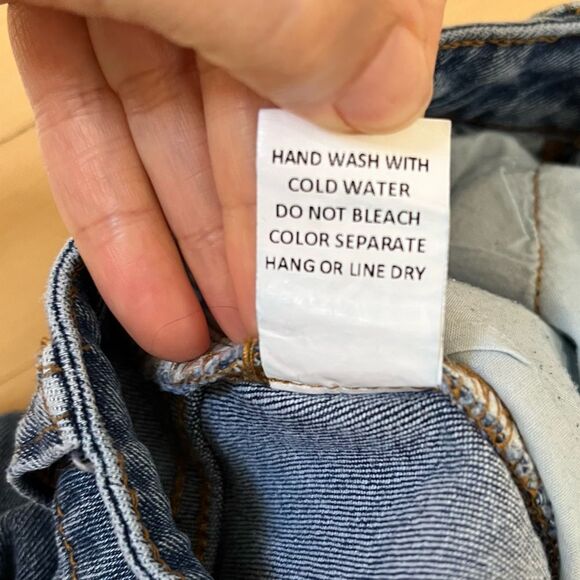 HAND WASH WITH
COLD WATER
DO NOT BLEACH
COLOR SEPARATE
HANG OR LINE DRY